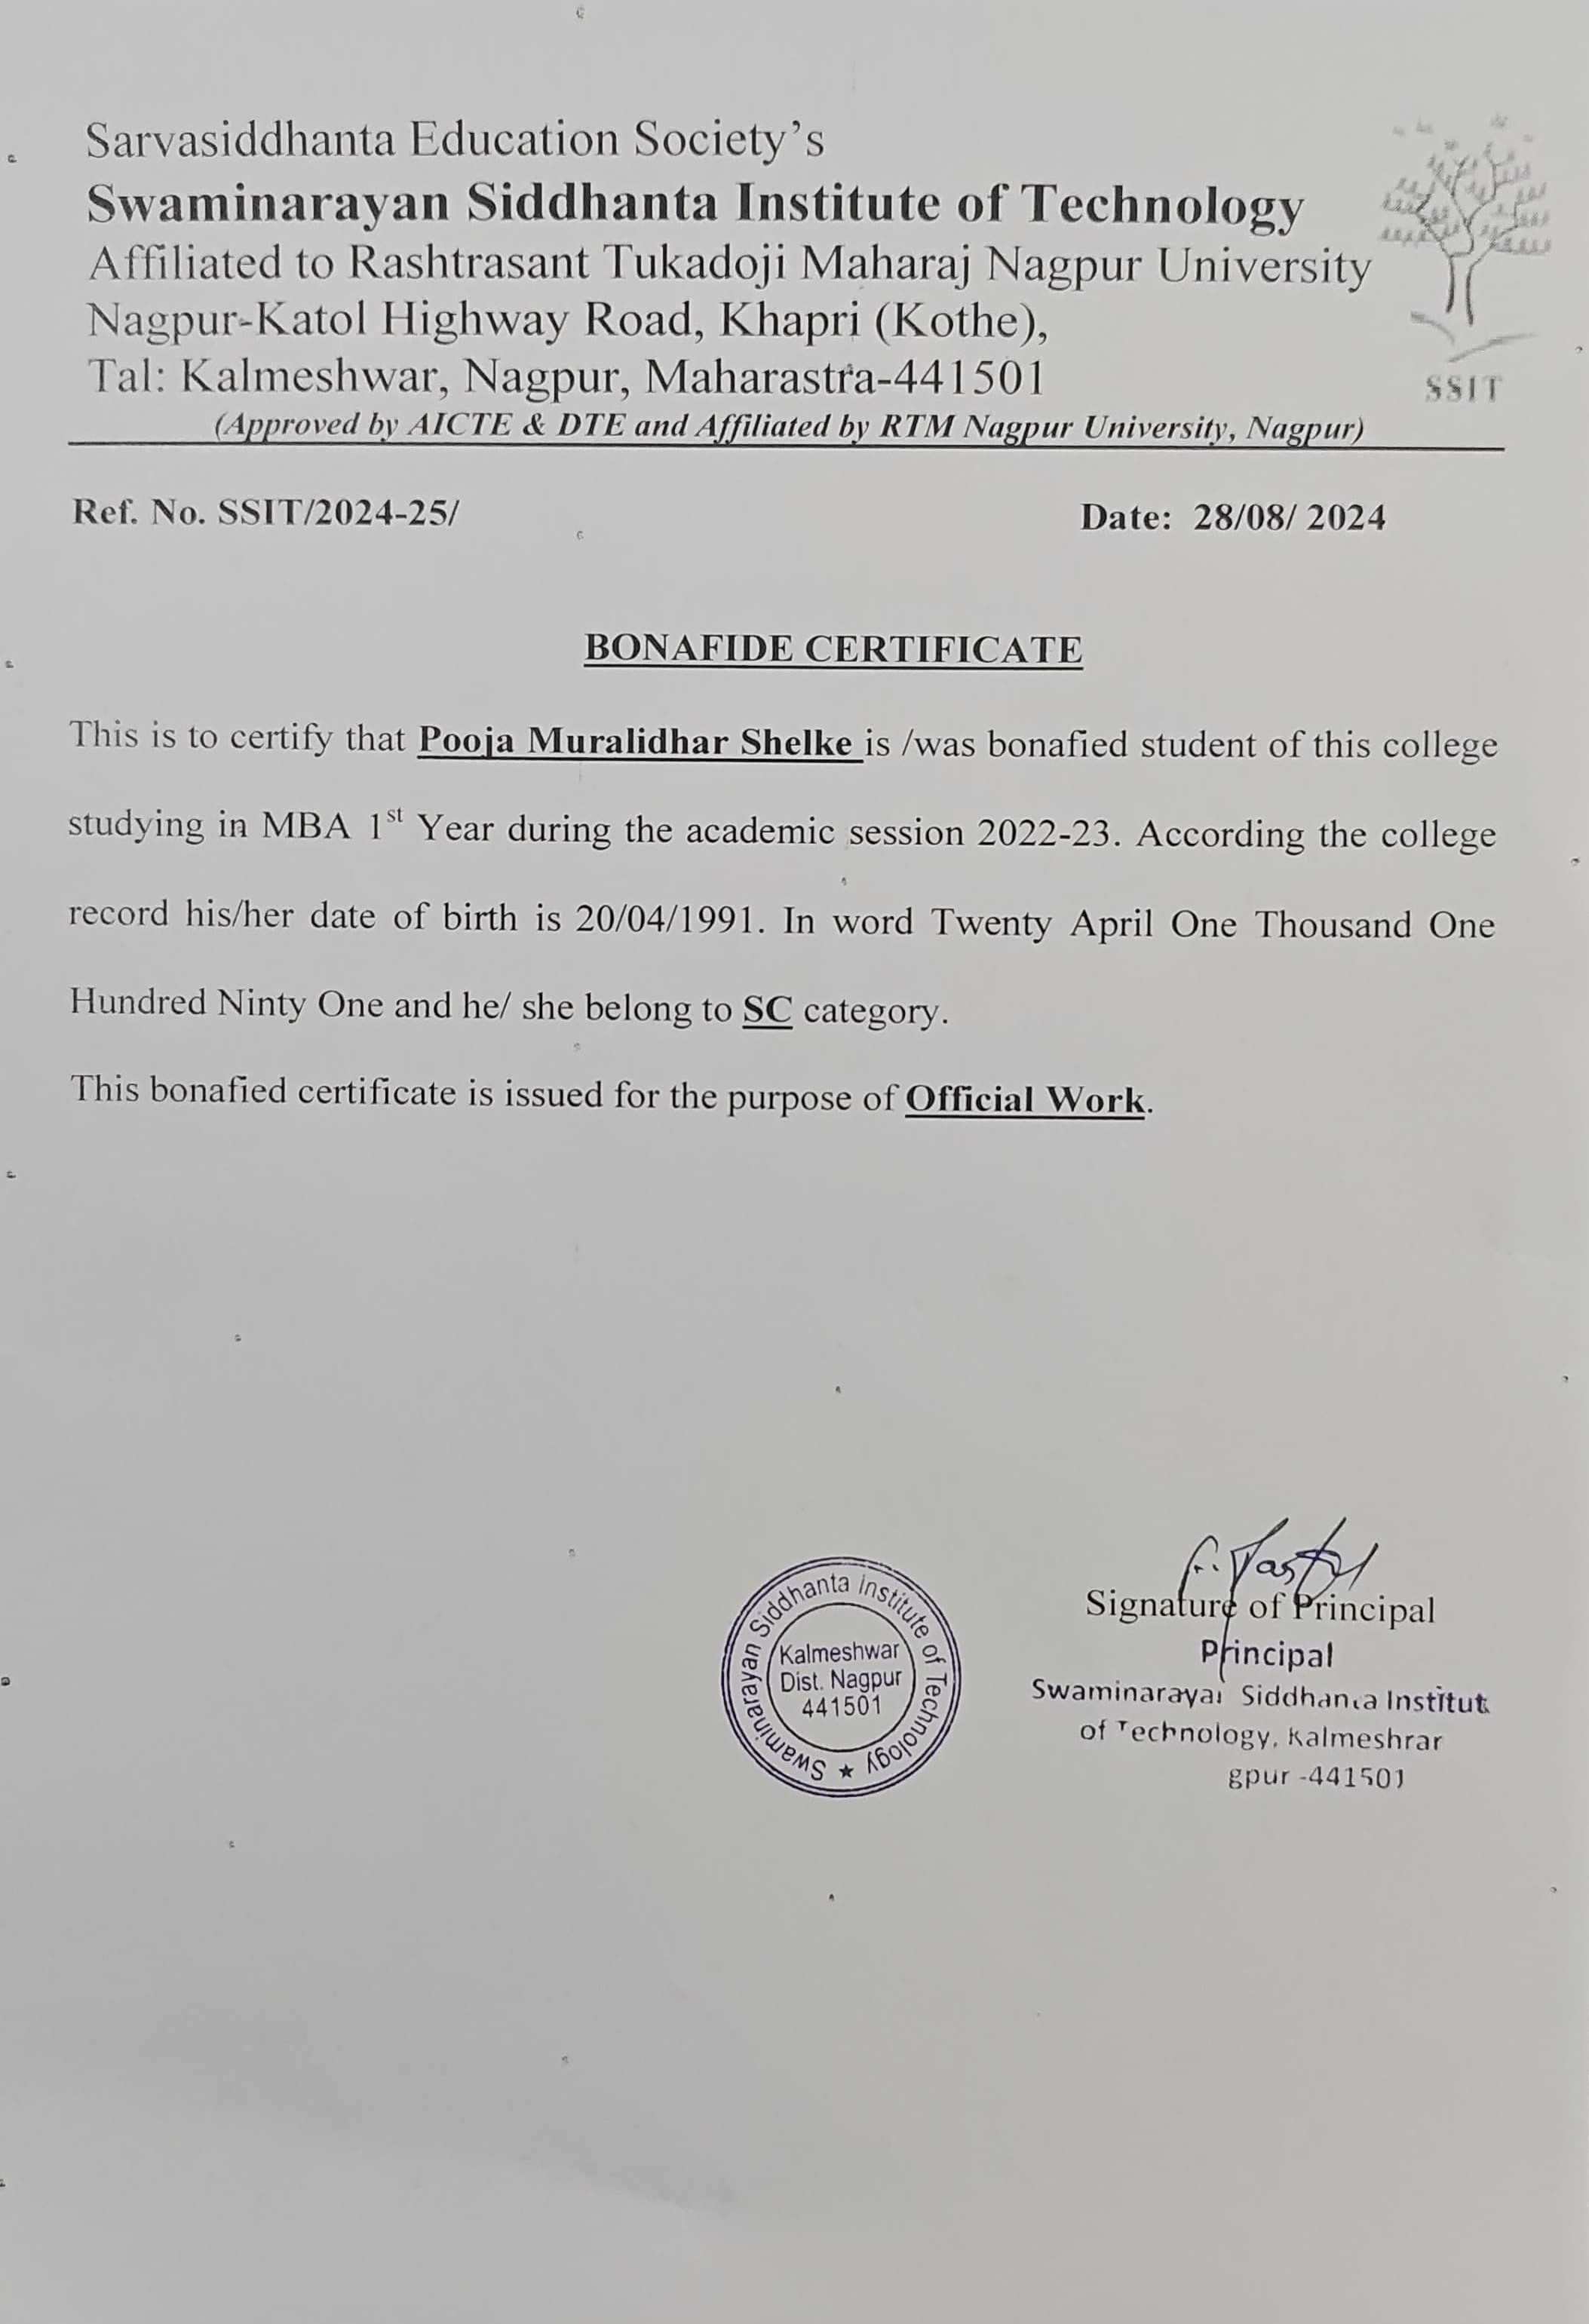 Sarvasiddhanta Education Society's
Swaminarayan Siddhanta Institute of Technology
Affiliated to Rashtrasant Tukadoji Maharaj Nagpur University
Nagpur-Katol Highway Road, Khapri (Kothe),
Tal: Kalmeshwar, Nagpur, Maharastra-441501
SSIT
(Approved by AICTE & DTE and Affiliated by RTM Nagpur University, Nagpur)
Ref. No. SSIT/2024-25/ Date: 28/08/ 2024
BONAFIDE CERTIFICATE
This is to certify that Pooja Muralidhar Shelke is /was bonafied student of this college
studying in MBA 1st Year during the academic session 2022-23. According the college
record his/her date of birth is 20/04/1991. In word Twenty April One Thousand One
Hundred Ninty One and he/ she belong to SC category.
This bonafied certificate is issued for the purpose of Official Work.
Swaminarayan Siddhanta Institute of Technology ★
Kalmeshwar
Dist. Nagpur
441501
Signature of Principal
Principal
Swaminarayai Siddhanta Institut
of Technology, Kalmeshrar
gpur -441501